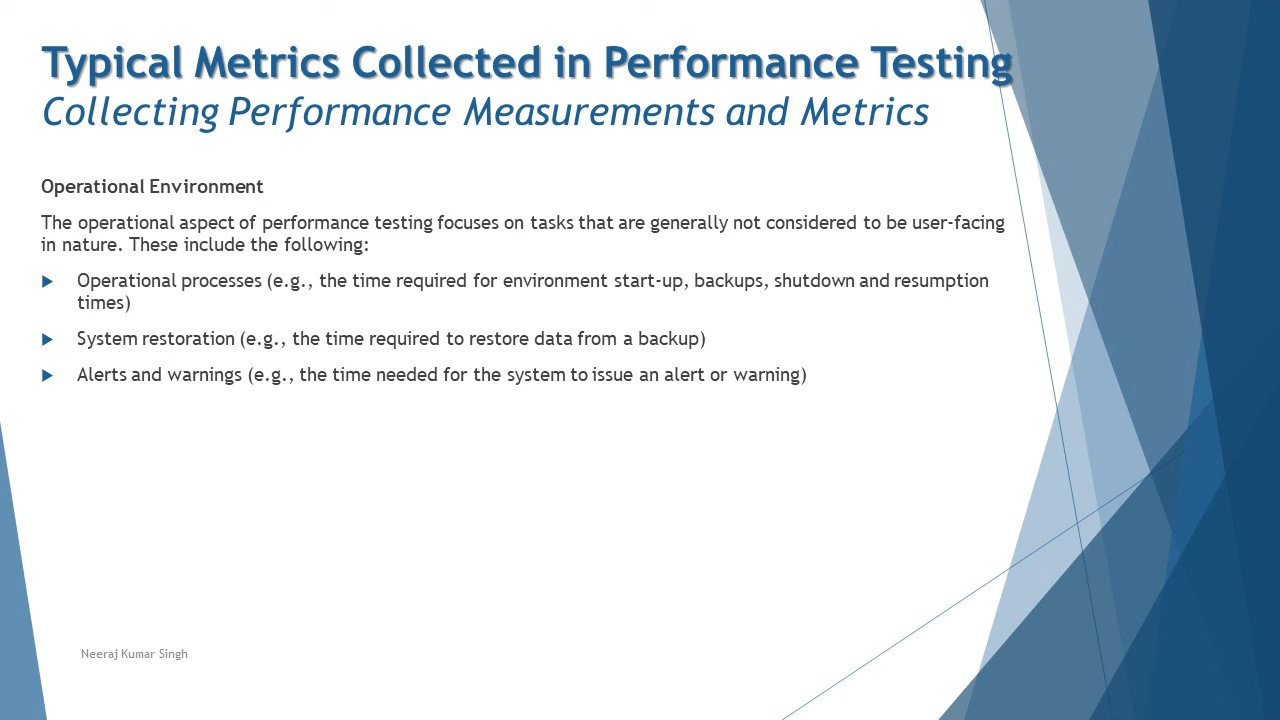 Typical Metrics Collected in Performance Testing
Collecting Performance Measurements and Metrics
Operational Environment
The operational aspect of performance testing focuses on tasks that are generally not considered to be user-facing
in nature. These include the following:
Operational processes (e.g., the time required for environment start-up, backups, shutdown and resumption
times)
System restoration (e.g., the time required to restore data from a backup)
Alerts and warnings (e.g., the time needed for the system to issue an alert or warning)
Neeraj Kumar Singh